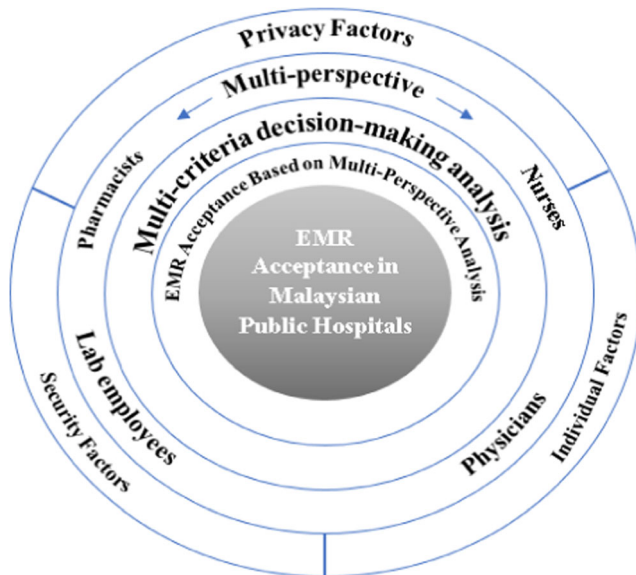 Privacy Factors
Multi-perspective
Multi-criteria decision-making analysis
EMR Acceptance Based on Multi-Perspective Analysis
Pharmacists
Nurses
EMR
Acceptance in
Malaysian
Public Hospitals
Lab employees
Physicians
Security Factors
Individual Factors